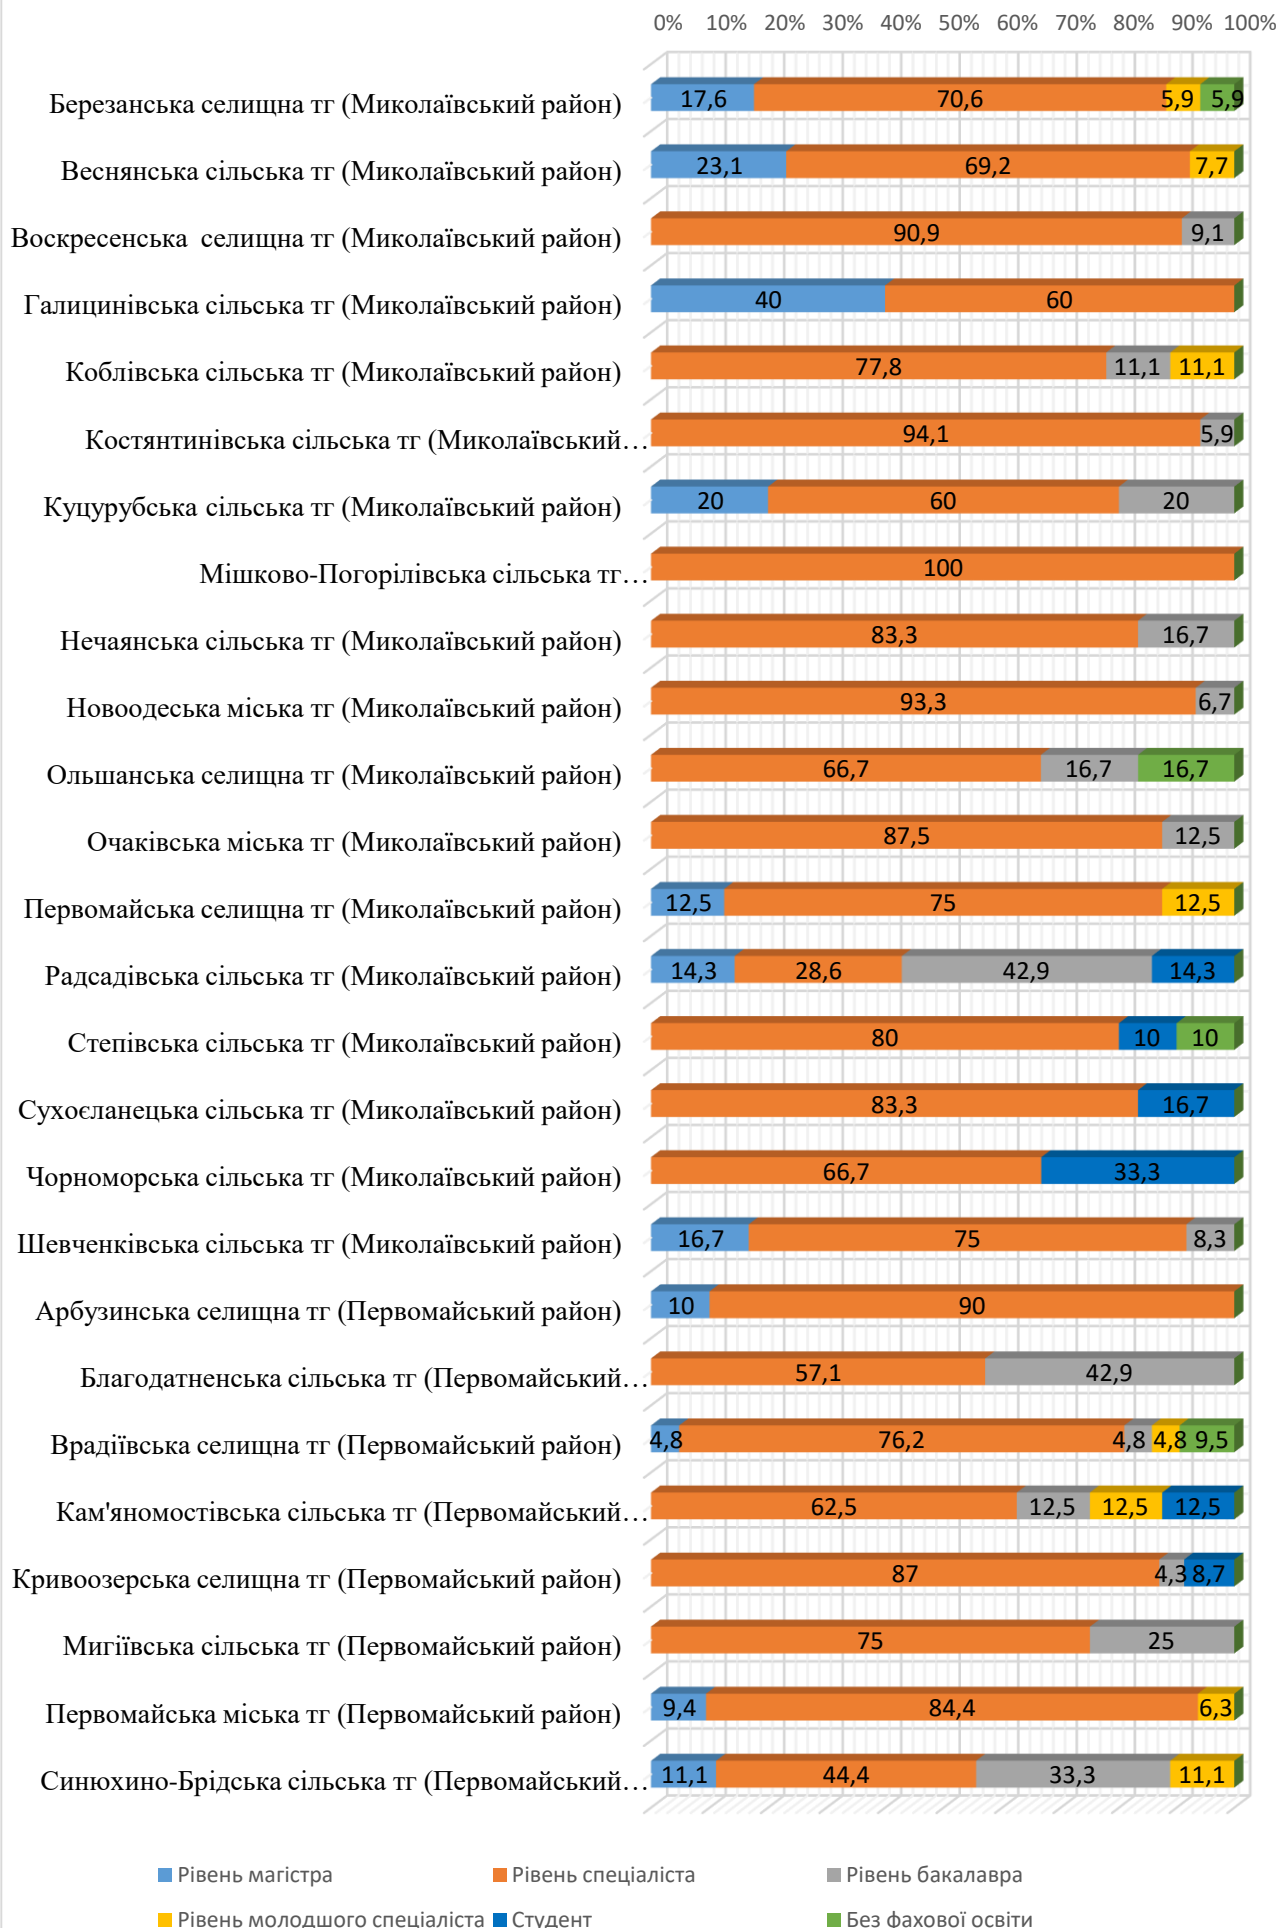 0% 10% 20% 30% 40% 50% 60% 70% 80% 90% 100%
Березанська селищна тг (Миколаївський район) 17,6 70,6 5,9 5,9
Веснянська сільська тг (Миколаївський район) 23,1 69,2 7,7
Воскресенська селищна тг (Миколаївський район) 90,9 9,1
Галицинівська сільська тг (Миколаївський район) 40 60
Коблівська сільська тг (Миколаївський район) 77,8 11,1 11,1
Костянтинівська сільська тг (Миколаївський… 94,1 5,9
Куцурубська сільська тг (Миколаївський район) 20 60 20
Мішково-Погорілівська сільська тг… 100
Нечаянська сільська тг (Миколаївський район) 83,3 16,7
Новоодеська міська тг (Миколаївський район) 93,3 6,7
Ольшанська селищна тг (Миколаївський район) 66,7 16,7 16,7
Очаківська міська тг (Миколаївський район) 87,5 12,5
Первомайська селищна тг (Миколаївський район) 12,5 75 12,5
Радсадівська сільська тг (Миколаївський район) 14,3 28,6 42,9 14,3
Степівська сільська тг (Миколаївський район) 80 10 10
Сухоєланецька сільська тг (Миколаївський район) 83,3 16,7
Чорноморська сільська тг (Миколаївський район) 66,7 33,3
Шевченківська сільська тг (Миколаївський район) 16,7 75 8,3
Арбузинська селищна тг (Первомайський район) 10 90
Благодатненська сільська тг (Первомайський… 57,1 42,9
Врадіївська селищна тг (Первомайський район) 4,8 76,2 4,8 4,8 9,5
Кам'яномостівська сільська тг (Первомайський… 62,5 12,5 12,5 12,5
Кривоозерська селищна тг (Первомайський район) 87 4,3 8,7
Мигіївська сільська тг (Первомайський район) 75 25
Первомайська міська тг (Первомайський район) 9,4 84,4 6,3
Синюхино-Брідська сільська тг (Первомайський… 11,1 44,4 33,3 11,1
Рівень магістра Рівень спеціаліста Рівень бакалавра
Рівень молодшого спеціаліста Студент Без фахової освіти